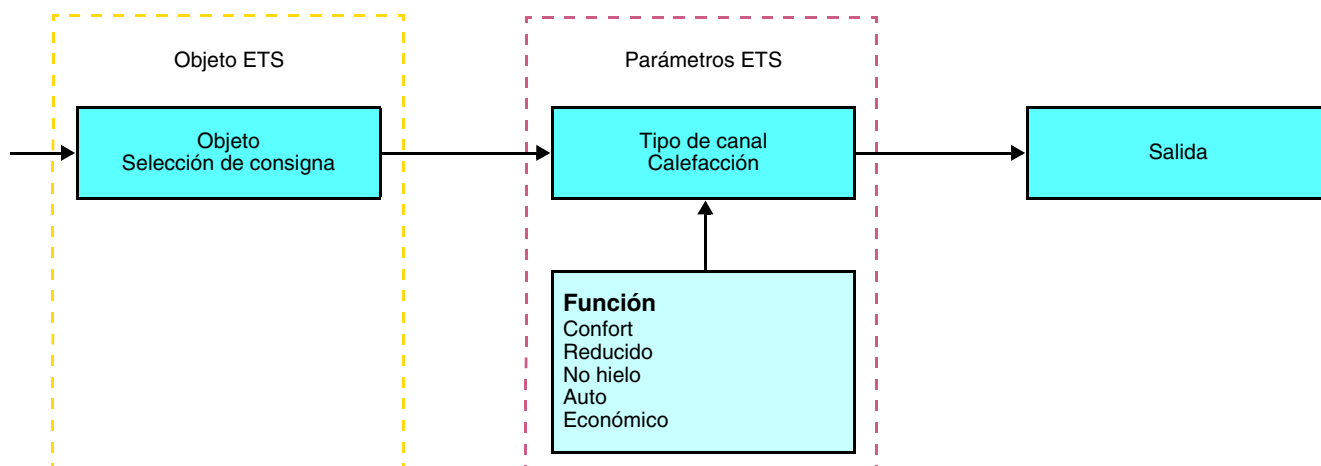 Objeto ETS
Parámetros ETS
Objeto
Selección de consigna
Tipo de canal
Calefacción
Salida
Función
Confort
Reducido
No hielo
Auto
Económico